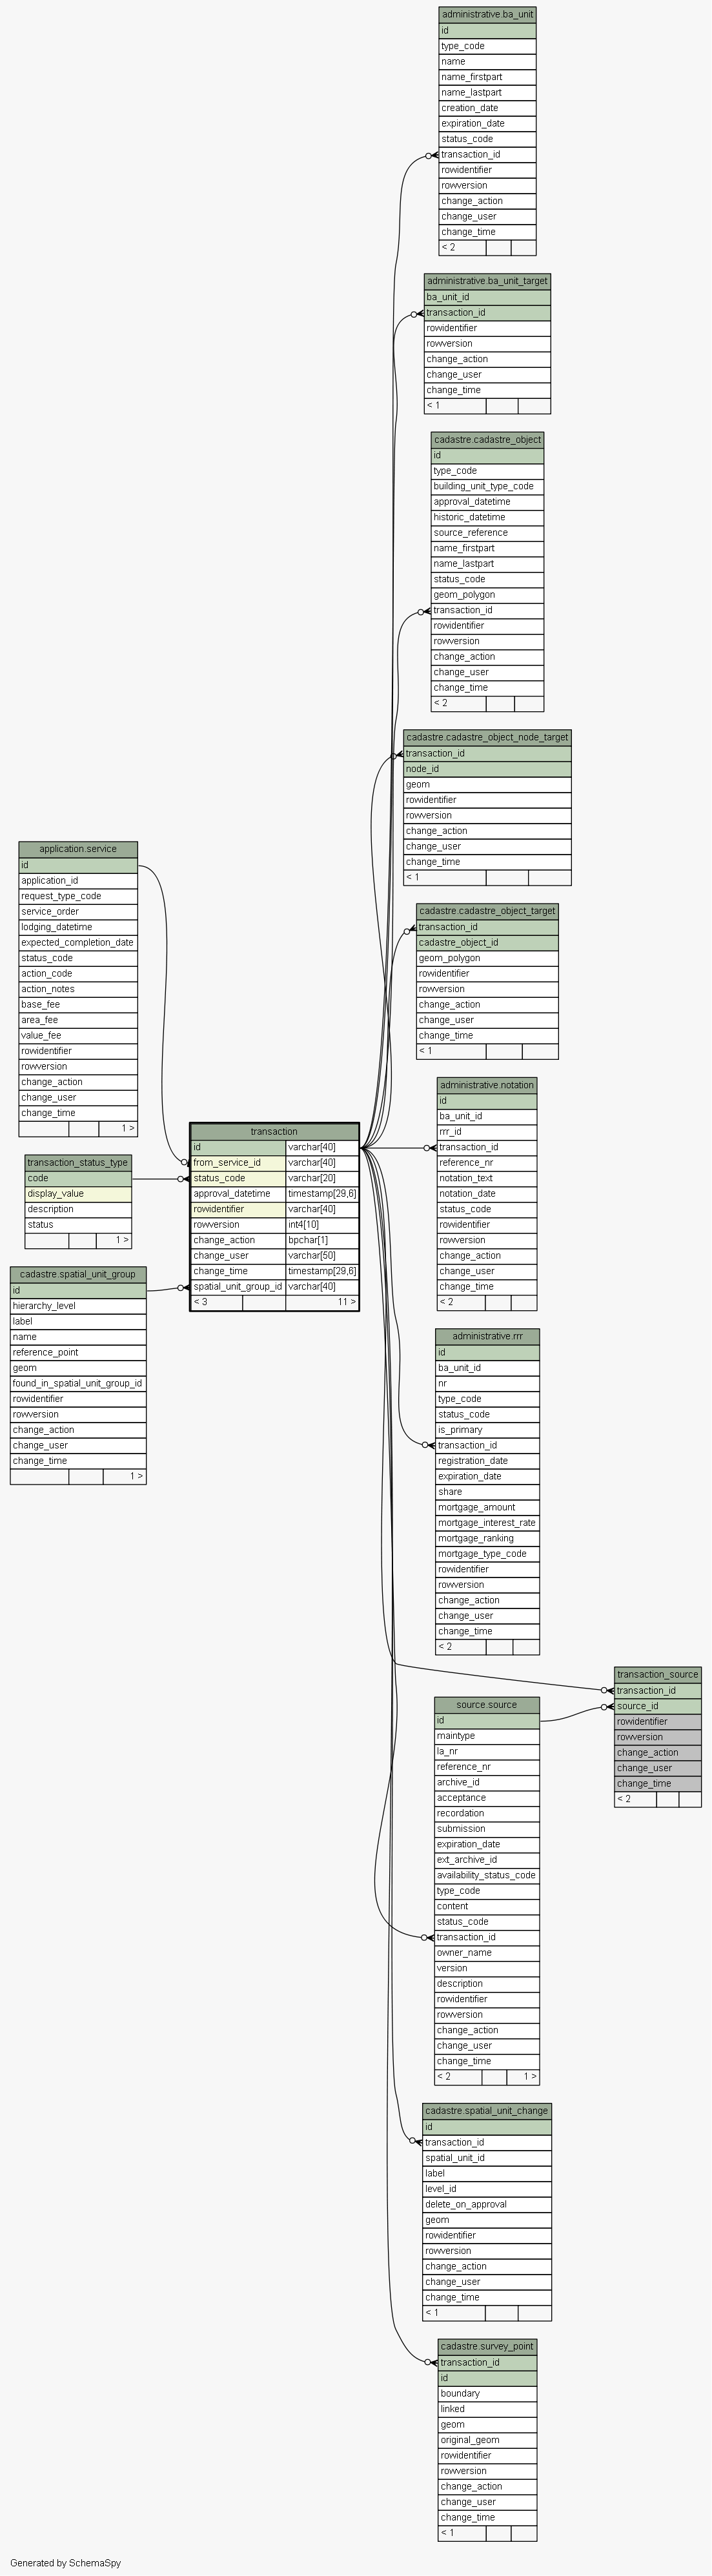 administrative.ba_unit
id
type_code
name
name_firstpart
name_lastpart
creation_date
expiration_date
status_code
transaction_id
rowidentifier
rowversion
change_action
change_user
change_time
< 2
administrative.ba_unit_target
ba_unit_id
transaction_id
rowidentifier
rowversion
change_action
change_user
change_time
< 1
cadastre.cadastre_object
id
type_code
building_unit_type_code
approval_datetime
historic_datetime
source_reference
name_firstpart
name_lastpart
status_code
geom_polygon
transaction_id
rowidentifier
rowversion
change_action
change_user
change_time
< 2
cadastre.cadastre_object_node_target
transaction_id
node_id
geom
rowidentifier
rowversion
change_action
change_user
change_time
< 1
application.service
id
application_id
request_type_code
service_order
lodging_datetime
expected_completion_date
status_code
action_code
action_notes
base_fee
area_fee
value_fee
rowidentifier
rowversion
change_action
change_user
change_time
1 >
cadastre.cadastre_object_target
transaction_id
cadastre_object_id
geom_polygon
rowidentifier
rowversion
change_action
change_user
change_time
< 1
transaction_status_type
code
display_value
description
status
1 >
cadastre.spatial_unit_group
id
hierarchy_level
label
name
reference_point
geom
found_in_spatial_unit_group_id
rowidentifier
rowversion
change_action
change_user
change_time
1 >
transaction
id varchar[40]
from_service_id varchar[40]
status_code varchar[20]
approval_datetime timestamp[29,6]
rowidentifier varchar[40]
rowversion int4[10]
change_action bpchar[1]
change_user varchar[50]
change_time timestamp[29,6]
spatial_unit_group_id varchar[40]
< 3 11 >
administrative.notation
id
ba_unit_id
rrr_id
transaction_id
reference_nr
notation_text
notation_date
status_code
rowidentifier
rowversion
change_action
change_user
change_time
< 2
administrative.rrr
id
ba_unit_id
nr
type_code
status_code
is_primary
transaction_id
registration_date
expiration_date
share
mortgage_amount
mortgage_interest_rate
mortgage_ranking
mortgage_type_code
rowidentifier
rowversion
change_action
change_user
change_time
< 2
transaction_source
transaction_id
source_id
rowidentifier
rowversion
change_action
change_user
change_time
< 2
source.source
id
maintype
la_nr
reference_nr
archive_id
acceptance
recordation
submission
expiration_date
ext_archive_id
availability_status_code
type_code
content
status_code
transaction_id
owner_name
version
description
rowidentifier
rowversion
change_action
change_user
change_time
< 2 1 >
cadastre.spatial_unit_change
id
transaction_id
spatial_unit_id
label
level_id
delete_on_approval
geom
rowidentifier
rowversion
change_action
change_user
change_time
< 1
cadastre.survey_point
transaction_id
id
boundary
linked
geom
original_geom
rowidentifier
rowversion
change_action
change_user
change_time
< 1
Generated by SchemaSpy